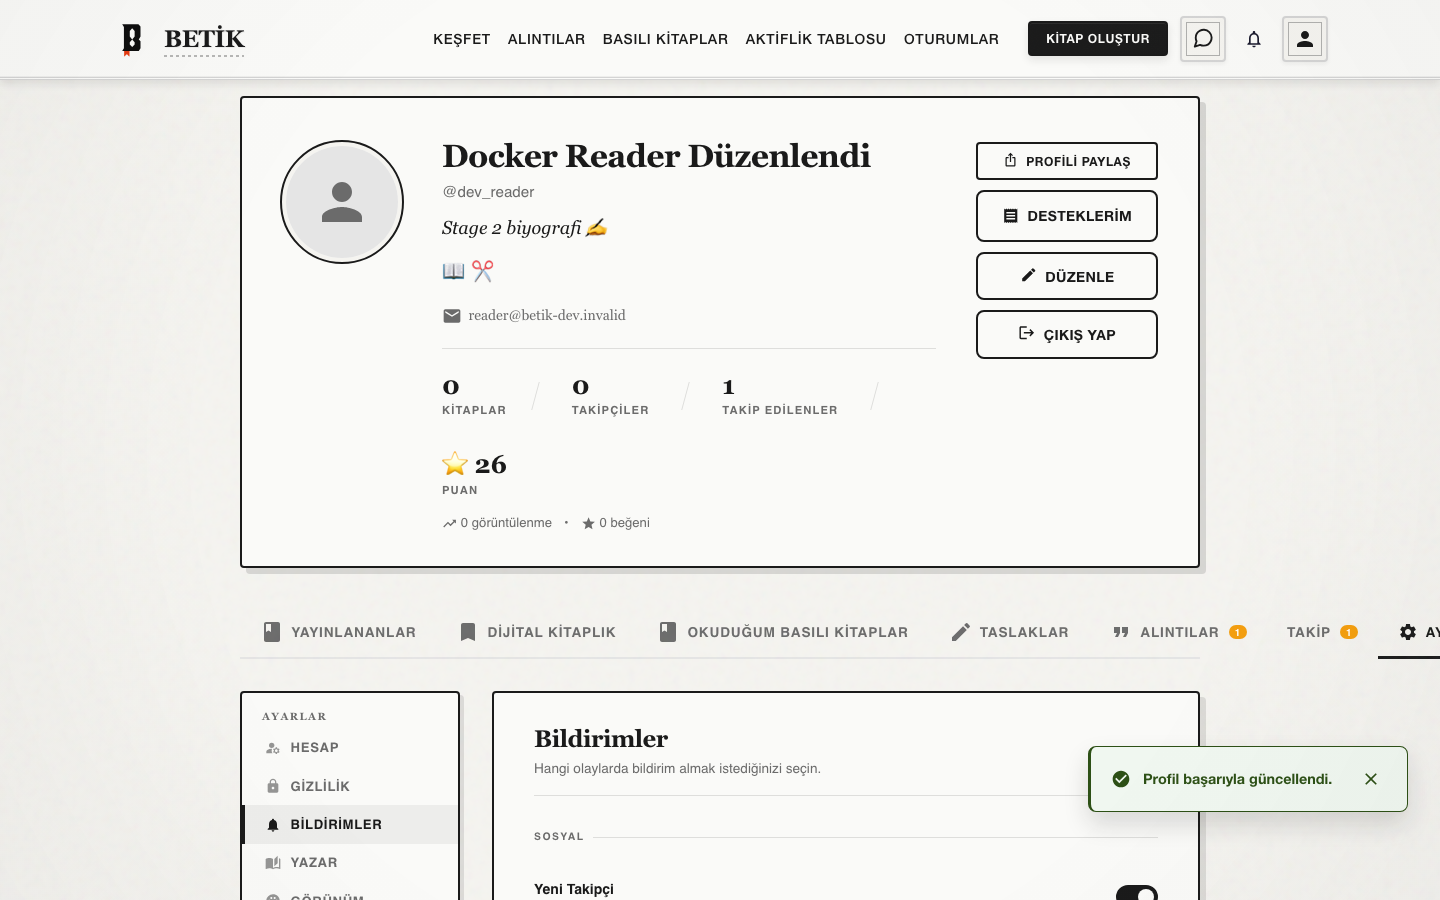 BETİK
KEŞFET ALINTILAR BASILI KİTAPLAR AKTİFLİK TABLOSU OTURUMLAR KİTAP OLUŞTUR
Docker Reader Düzenlendi
@dev_reader
Stage 2 biyografi ✍️
📖 ✂️
reader@betik-dev.invalid
PROFİLİ PAYLAŞ
DESTEKLERİM
DÜZENLE
ÇIKIŞ YAP
0 0 1
KİTAPLAR TAKİPÇİLER TAKİP EDİLENLER
⭐ 26
PUAN
0 görüntülenme • 0 beğeni
YAYINLANANLAR DİJİTAL KİTAPLIK OKUDUĞUM BASILI KİTAPLAR TASLAKLAR ALINTILAR 1 TAKİP 1 AY
AYARLAR
HESAP
GİZLİLİK
BİLDİRİMLER
YAZAR
GÖRÜNÜM
Bildirimler
Hangi olaylarda bildirim almak istediğinizi seçin.
SOSYAL
Yeni Takipçi
Profil başarıyla güncellendi.